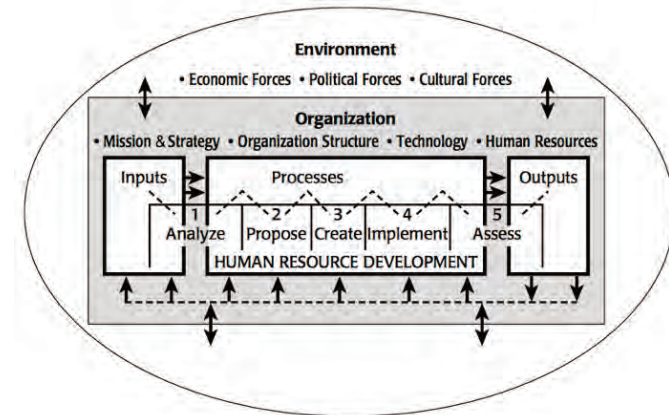 Environment
• Economic Forces • Political Forces • Cultural Forces
Organization
• Mission & Strategy • Organization Structure • Technology • Human Resources
Inputs Processes Outputs
1 2 3 4 5
Analyze Propose Create Implement Assess
HUMAN RESOURCE DEVELOPMENT